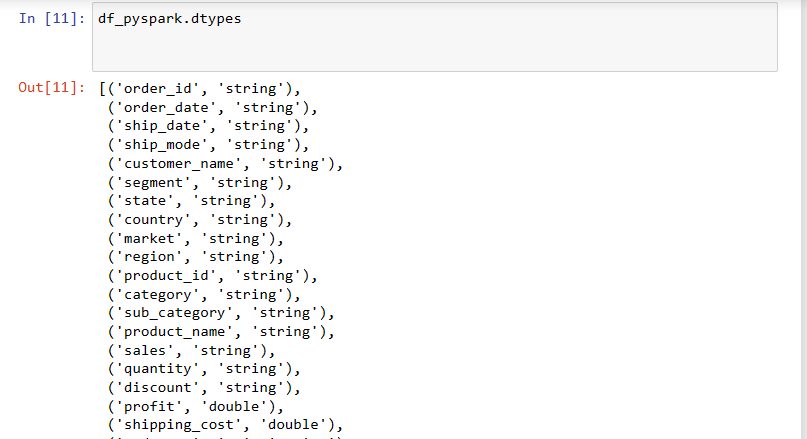 In [11]: df_pyspark.dtypes
Out[11]: [('order_id', 'string'),
('order_date', 'string'),
('ship_date', 'string'),
('ship_mode', 'string'),
('customer_name', 'string'),
('segment', 'string'),
('state', 'string'),
('country', 'string'),
('market', 'string'),
('region', 'string'),
('product_id', 'string'),
('category', 'string'),
('sub_category', 'string'),
('product_name', 'string'),
('sales', 'string'),
('quantity', 'string'),
('discount', 'string'),
('profit', 'double'),
('shipping_cost', 'double'),